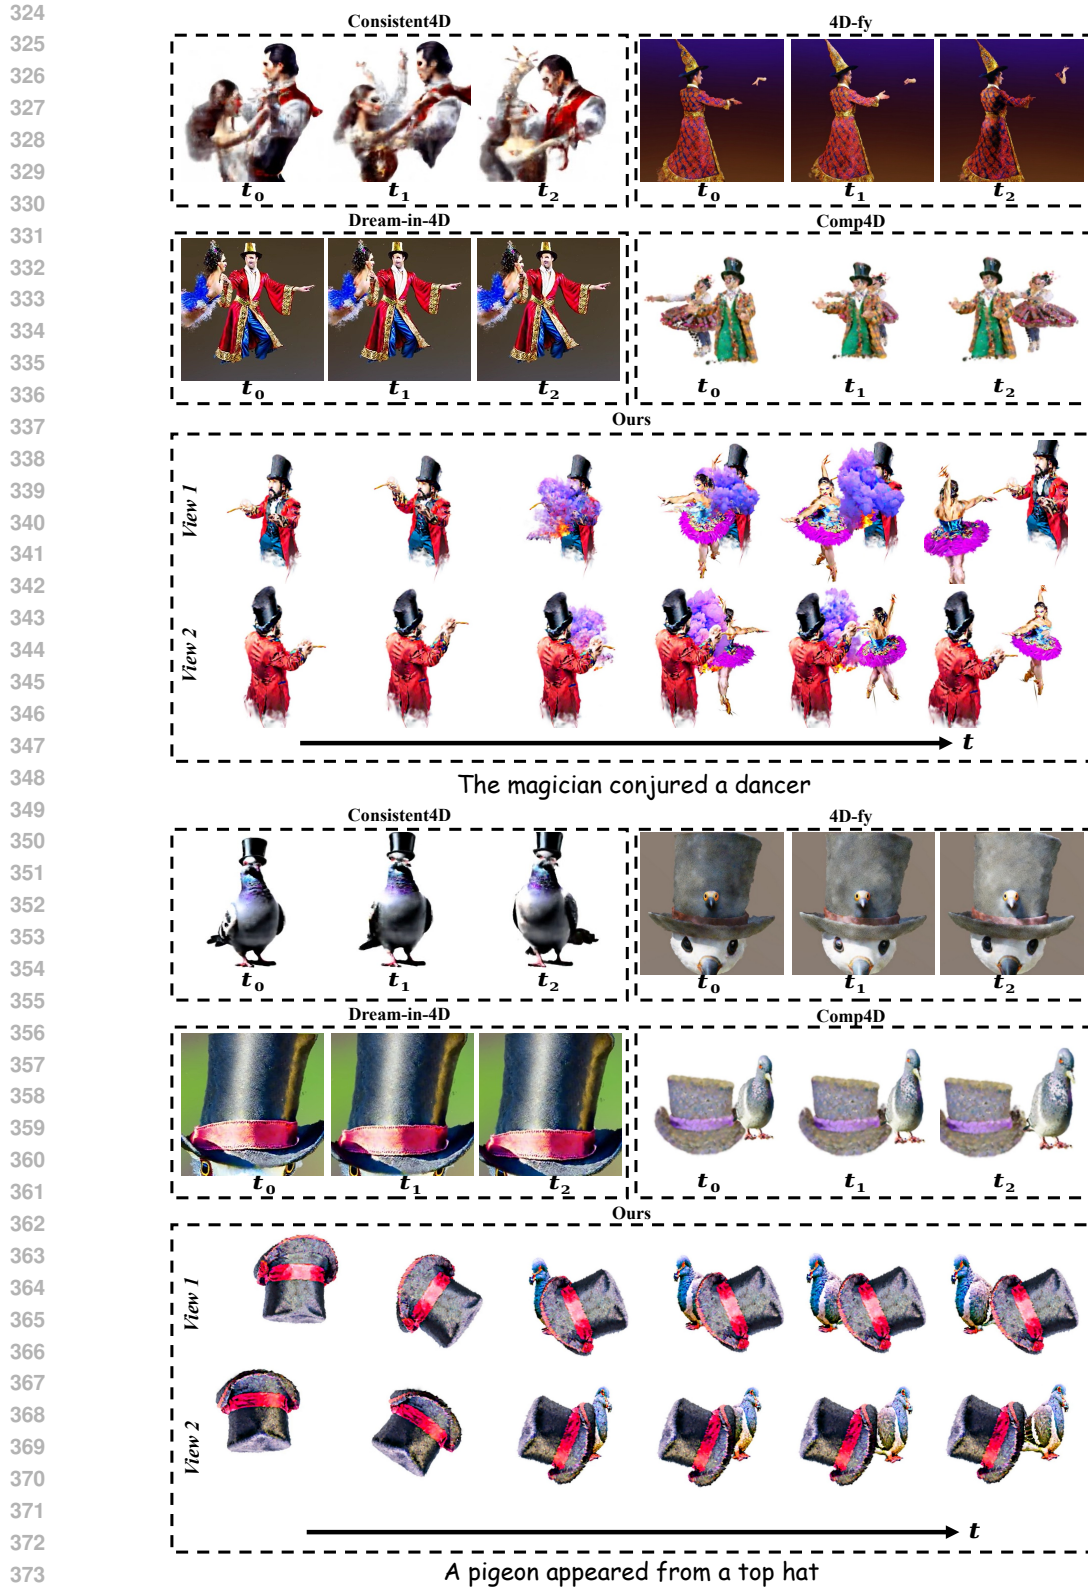 324
325
326
327
328
329
330
331
332
333
334
335
336
337
338
339
340
341
342
343
344
345
346
347
348
349
350
351
352
353
354
355
356
357
358
359
360
361
362
363
364
365
366
367
368
369
370
371
372
373
Consistent4D
4D-fy
t0 t1 t2
t0 t1 t2
Dream-in-4D
Comp4D
t0 t1 t2
t0 t1 t2
Ours
View 1
View 2
t
The magician conjured a dancer
Consistent4D
4D-fy
t0 t1 t2
t0 t1 t2
Dream-in-4D
Comp4D
t0 t1 t2
t0 t1 t2
Ours
View 1
View 2
t
A pigeon appeared from a top hat